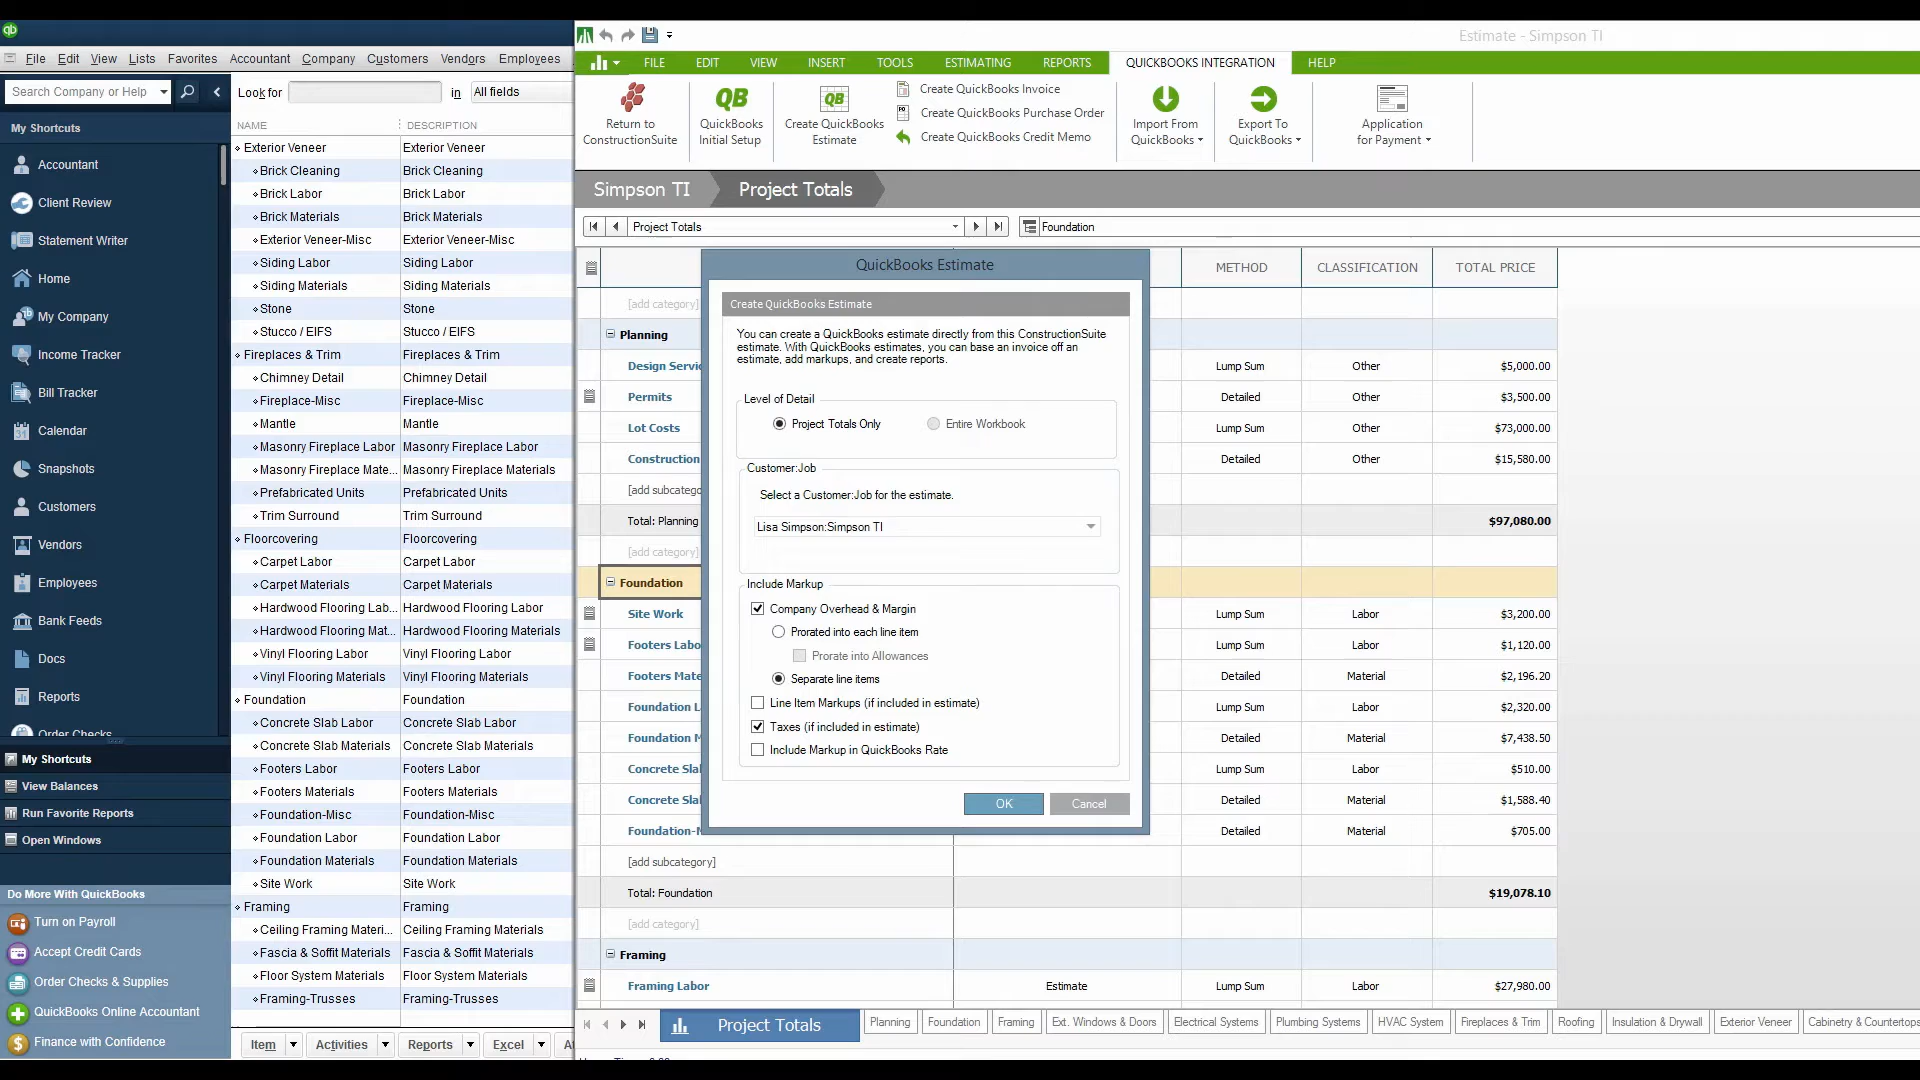 qb
File Edit View Lists Favorites Accountant Company Customers Vendors Employees
Search Company or Help
My Shortcuts
Accountant
Client Review
Statement Writer
Home
My Company
Income Tracker
Bill Tracker
Calendar
Snapshots
Customers
Vendors
Employees
Bank Feeds
Docs
Reports
Order Checks
My Shortcuts
View Balances
Run Favorite Reports
Open Windows
Do More With QuickBooks
Turn on Payroll
Accept Credit Cards
Order Checks & Supplies
QuickBooks Online Accountant
Finance with Confidence
Look for in All fields
NAME DESCRIPTION
Exterior Veneer Exterior Veneer
Brick Cleaning Brick Cleaning
Brick Labor Brick Labor
Brick Materials Brick Materials
Exterior Veneer-Misc Exterior Veneer-Misc
Siding Labor Siding Labor
Siding Materials Siding Materials
Stone Stone
Stucco / EIFS Stucco / EIFS
Fireplaces & Trim Fireplaces & Trim
Chimney Detail Chimney Detail
Fireplace-Misc Fireplace-Misc
Mantle Mantle
Masonry Fireplace Labor Masonry Fireplace Labor
Masonry Fireplace Mate... Masonry Fireplace Materials
Prefabricated Units Prefabricated Units
Trim Surround Trim Surround
Floorcovering Floorcovering
Carpet Labor Carpet Labor
Carpet Materials Carpet Materials
Hardwood Flooring Lab... Hardwood Flooring Labor
Hardwood Flooring Mat... Hardwood Flooring Materials
Vinyl Flooring Labor Vinyl Flooring Labor
Vinyl Flooring Materials Vinyl Flooring Materials
Foundation Foundation
Concrete Slab Labor Concrete Slab Labor
Concrete Slab Materials Concrete Slab Materials
Footers Labor Footers Labor
Footers Materials Footers Materials
Foundation-Misc Foundation-Misc
Foundation Labor Foundation Labor
Foundation Materials Foundation Materials
Site Work Site Work
Framing Framing
Ceiling Framing Materi... Ceiling Framing Materials
Fascia & Soffit Materials Fascia & Soffit Materials
Floor System Materials Floor System Materials
Framing-Trusses Framing-Trusses
Item Activities Reports Excel At
Estimate - Simpson TI
FILE EDIT VIEW INSERT TOOLS ESTIMATING REPORTS QUICKBOOKS INTEGRATION HELP
Return to ConstructionSuite
QB QuickBooks Initial Setup
QB Create QuickBooks Estimate
Create QuickBooks Invoice
PO Create QuickBooks Purchase Order
Create QuickBooks Credit Memo
Import From QuickBooks
Export To QuickBooks
Application for Payment
Simpson TI Project Totals
Project Totals Foundation
METHOD CLASSIFICATION TOTAL PRICE
[add category]
Planning
Design Servic Lump Sum Other $5,000.00
Permits Detailed Other $3,500.00
Lot Costs Lump Sum Other $73,000.00
Construction Detailed Other $15,580.00
[add subcatego
Total: Planning $97,080.00
[add category]
Foundation
Site Work Lump Sum Labor $3,200.00
Footers Labo Lump Sum Labor $1,120.00
Footers Mate Detailed Material $2,196.20
Foundation L Lump Sum Labor $2,320.00
Foundation M Detailed Material $7,438.50
Concrete Slal Lump Sum Labor $510.00
Concrete Slal Detailed Material $1,588.40
Foundation-M Detailed Material $705.00
[add subcategory]
Total: Foundation $19,078.10
[add category]
Framing
Framing Labor Estimate Lump Sum Labor $27,980.00
QuickBooks Estimate
Create QuickBooks Estimate
You can create a QuickBooks estimate directly from this ConstructionSuite
estimate. With QuickBooks estimates, you can base an invoice off an
estimate, add markups, and create reports.
Level of Detail
Project Totals Only Entire Workbook
Customer:Job
Select a Customer:Job for the estimate.
Lisa Simpson:Simpson TI
Include Markup
Company Overhead & Margin
Prorated into each line item
Prorate into Allowances
Separate line items
Line Item Markups (if included in estimate)
Taxes (if included in estimate)
Include Markup in QuickBooks Rate
OK Cancel
Project Totals Planning Foundation Framing Ext. Windows & Doors Electrical Systems Plumbing Systems HVAC System Fireplaces & Trim Roofing Insulation & Drywall Exterior Veneer Cabinetry & Countertops